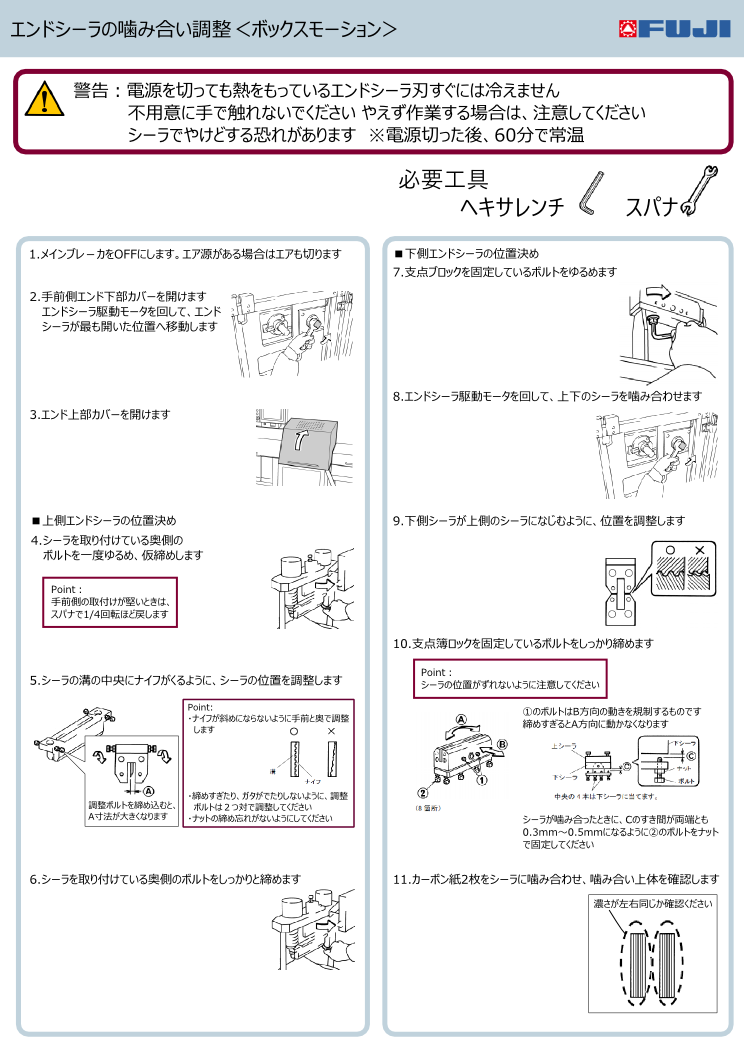 エンドシーラの噛み合い調整 <ボックスモーション>
FUJI
警告：電源を切っても熱をもっているエンドシーラ刃すぐには冷えません
不用意に手で触れないでください やえず作業する場合は、注意してください
シーラでやけどする恐れがあります ※電源切った後、60分で常温
必要工具
ヘキサレンチ
スパナ
1.メインブレーカをOFFにします。エア源がある場合はエアも切ります
2.手前側エンド下部カバーを開けます
エンドシーラ駆動モータを回して、エンド
シーラが最も開いた位置へ移動します
3.エンド上部カバーを開けます
■上側エンドシーラの位置決め
4.シーラを取り付けている奥側の
ボルトを一度ゆるめ、仮締めします
Point：
手前側の取付けが堅いときは、
スパナで1/4回転ほど戻します
5.シーラの溝の中央にナイフがくるように、シーラの位置を調整します
A
調整ボルトを締め込むと、
A寸法が大きくなります
Point:
・ナイフが斜めにならないように手前と奥で調整
します
○ ×
溝
ナイフ
・締めすぎたり、ガタがでたりしないように、調整
ボルトは２つ対で調整してください
・ナットの締め忘れがないようにしてください
6.シーラを取り付けている奥側のボルトをしっかりと締めます
■下側エンドシーラの位置決め
7.支点ブロックを固定しているボルトをゆるめます
8.エンドシーラ駆動モータを回して、上下のシーラを噛み合わせます
9.下側シーラが上側のシーラになじむように、位置を調整します
○ ×
10.支点簿ロックを固定しているボルトをしっかり締めます
Point：
シーラの位置がずれないように注意してください
①のボルトはB方向の動きを規制するものです
締めすぎるとA方向に動かなくなります
A
B
②
①
（8 箇所）
上シーラ
下シーラ
C
下シーラ
C
ナット
ボルト
中央の４本は下シーラに当てます。
シーラが噛み合ったときに、Cのすき間が両端とも
0.3mm～0.5mmになるように②のボルトをナット
で固定してください
11.カーボン紙2枚をシーラに噛み合わせ、噛み合い上体を確認します
濃さが左右同じか確認ください